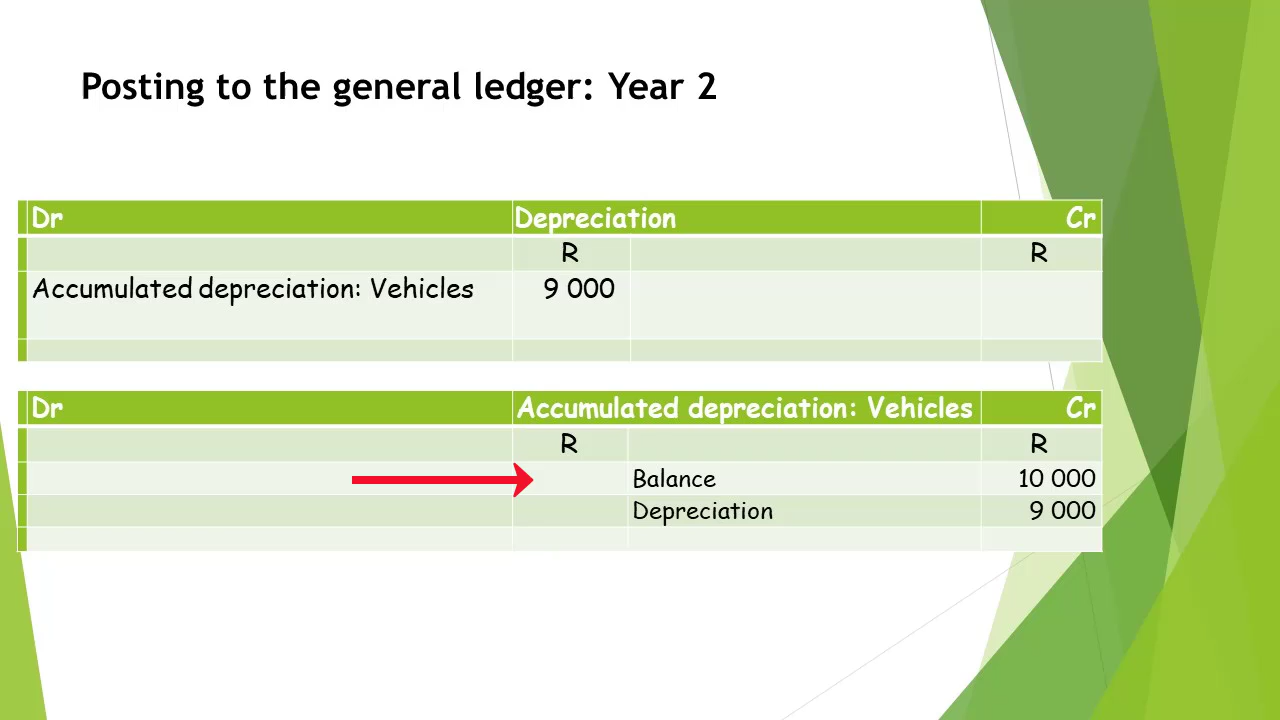 Posting to the general ledger: Year 2
Dr Depreciation Cr
R R
Accumulated depreciation: Vehicles 9 000
Dr Accumulated depreciation: Vehicles Cr
R R
Balance 10 000
Depreciation 9 000